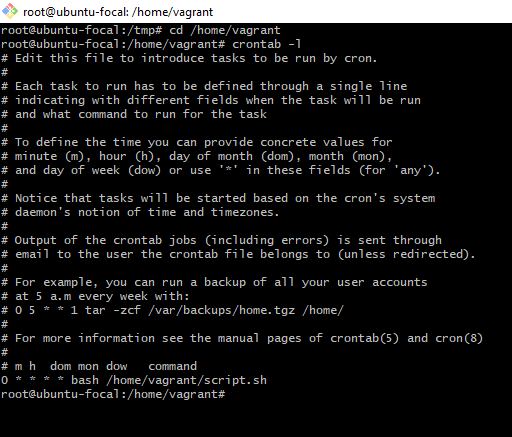 root@ubuntu-focal: /home/vagrant
root@ubuntu-focal:/tmp# cd /home/vagrant
root@ubuntu-focal:/home/vagrant# crontab -l
# Edit this file to introduce tasks to be run by cron.
#
# Each task to run has to be defined through a single line
# indicating with different fields when the task will be run
# and what command to run for the task
#
# To define the time you can provide concrete values for
# minute (m), hour (h), day of month (dom), month (mon),
# and day of week (dow) or use '*' in these fields (for 'any').
#
# Notice that tasks will be started based on the cron's system
# daemon's notion of time and timezones.
#
# Output of the crontab jobs (including errors) is sent through
# email to the user the crontab file belongs to (unless redirected).
#
# For example, you can run a backup of all your user accounts
# at 5 a.m every week with:
# 0 5 * * 1 tar -zcf /var/backups/home.tgz /home/
#
# For more information see the manual pages of crontab(5) and cron(8)
#
# m h  dom mon dow   command
0 * * * * bash /home/vagrant/script.sh
root@ubuntu-focal:/home/vagrant#